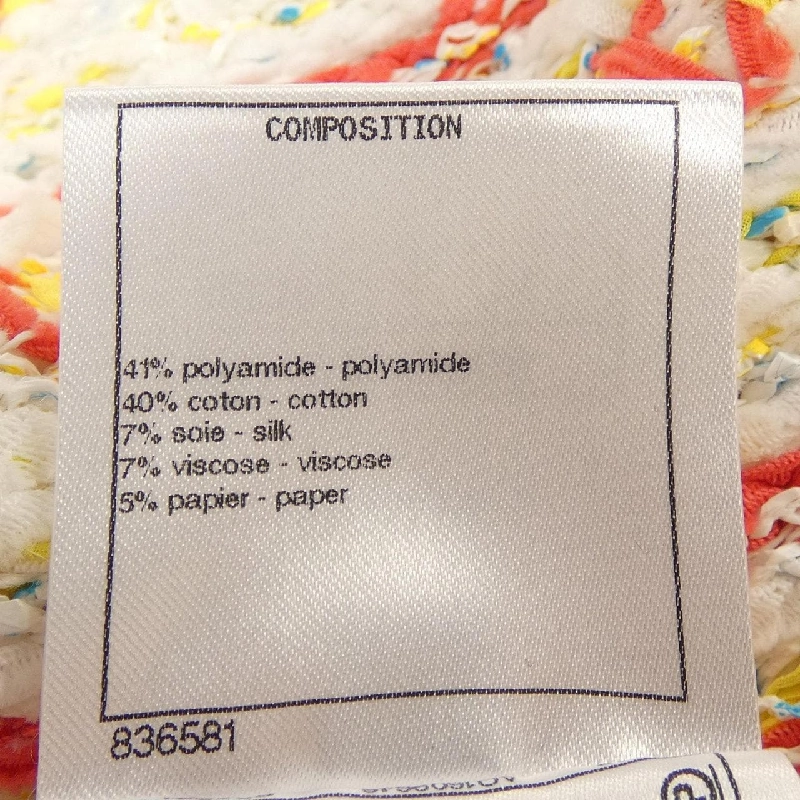 COMPOSITION
41% polyamide - polyamide
40% coton - cotton
7% soie - silk
7% viscose - viscose
5% papier - paper
836581